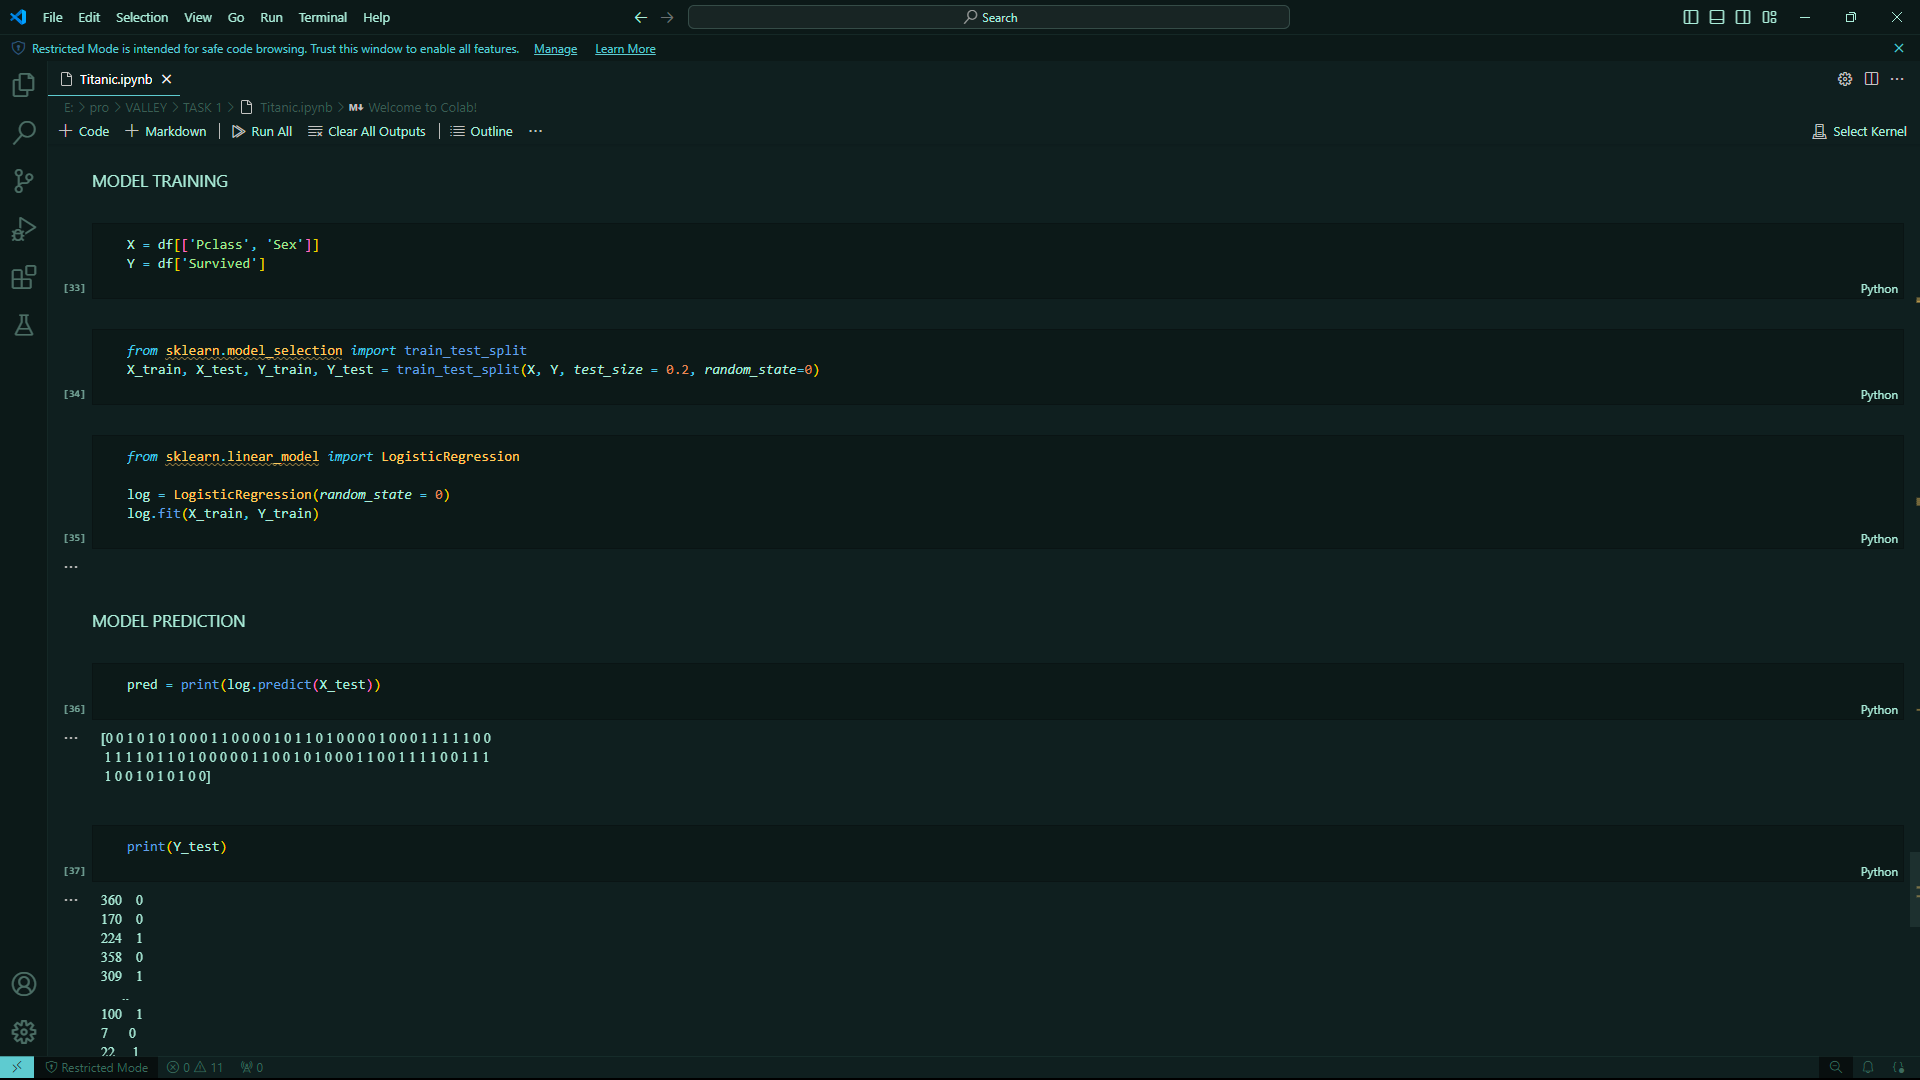 File Edit Selection View Go Run Terminal Help
Search
Restricted Mode is intended for safe code browsing. Trust this window to enable all features. Manage Learn More
Titanic.ipynb
E: > pro > VALLEY > TASK 1 > Titanic.ipynb > M↓ Welcome to Colab!
+ Code + Markdown | Run All Clear All Outputs | Outline ...
Select Kernel
MODEL TRAINING
X = df[['Pclass', 'Sex']]
Y = df['Survived']
[33]
Python
from sklearn.model_selection import train_test_split
X_train, X_test, Y_train, Y_test = train_test_split(X, Y, test_size = 0.2, random_state=0)
[34]
Python
from sklearn.linear_model import LogisticRegression
log = LogisticRegression(random_state = 0)
log.fit(X_train, Y_train)
[35]
Python
...
MODEL PREDICTION
pred = print(log.predict(X_test))
[36]
Python
...
[0 0 1 0 1 0 1 0 0 0 1 1 0 0 0 0 1 0 1 1 0 1 0 0 0 0 1 0 0 0 1 1 1 1 1 0 0
1 1 1 1 0 1 1 0 1 0 0 0 0 0 1 1 0 0 1 0 1 0 0 0 1 1 0 0 1 1 1 1 0 0 1 1 1
1 0 0 1 0 1 0 1 0 0]
print(Y_test)
[37]
Python
...
360 0
170 0
224 1
358 0
309 1
..
100 1
7 0
22 1
Restricted Mode 0 11 0